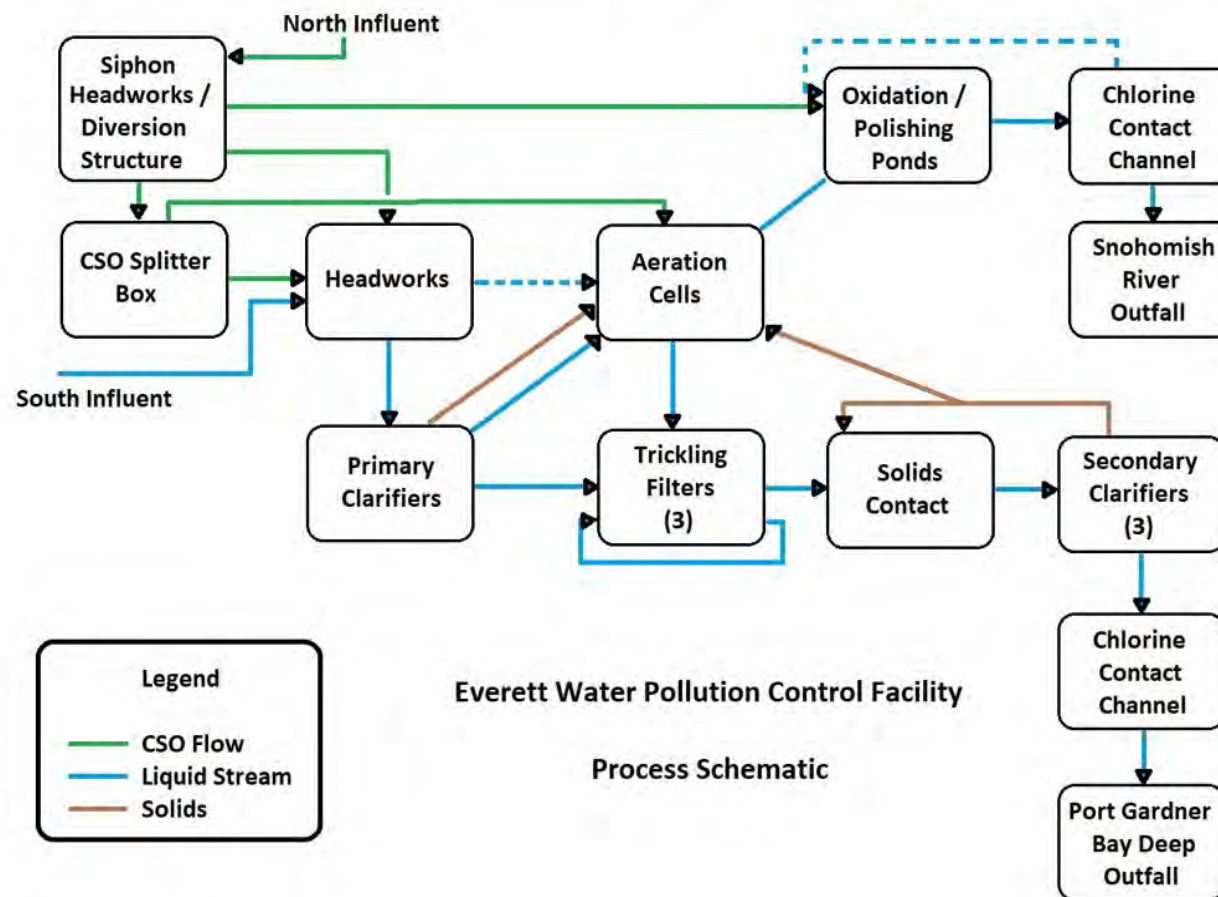 North Influent
Siphon
Headworks /
Diversion
Structure
Oxidation /
Polishing
Ponds
Chlorine
Contact
Channel
CSO Splitter
Box
Headworks
Aeration
Cells
Snohomish
River
Outfall
South Influent
Primary
Clarifiers
Trickling
Filters
(3)
Solids
Contact
Secondary
Clarifiers
(3)
Chlorine
Contact
Channel
Port Gardner
Bay Deep
Outfall
Legend
CSO Flow
Liquid Stream
Solids
Everett Water Pollution Control Facility
Process Schematic